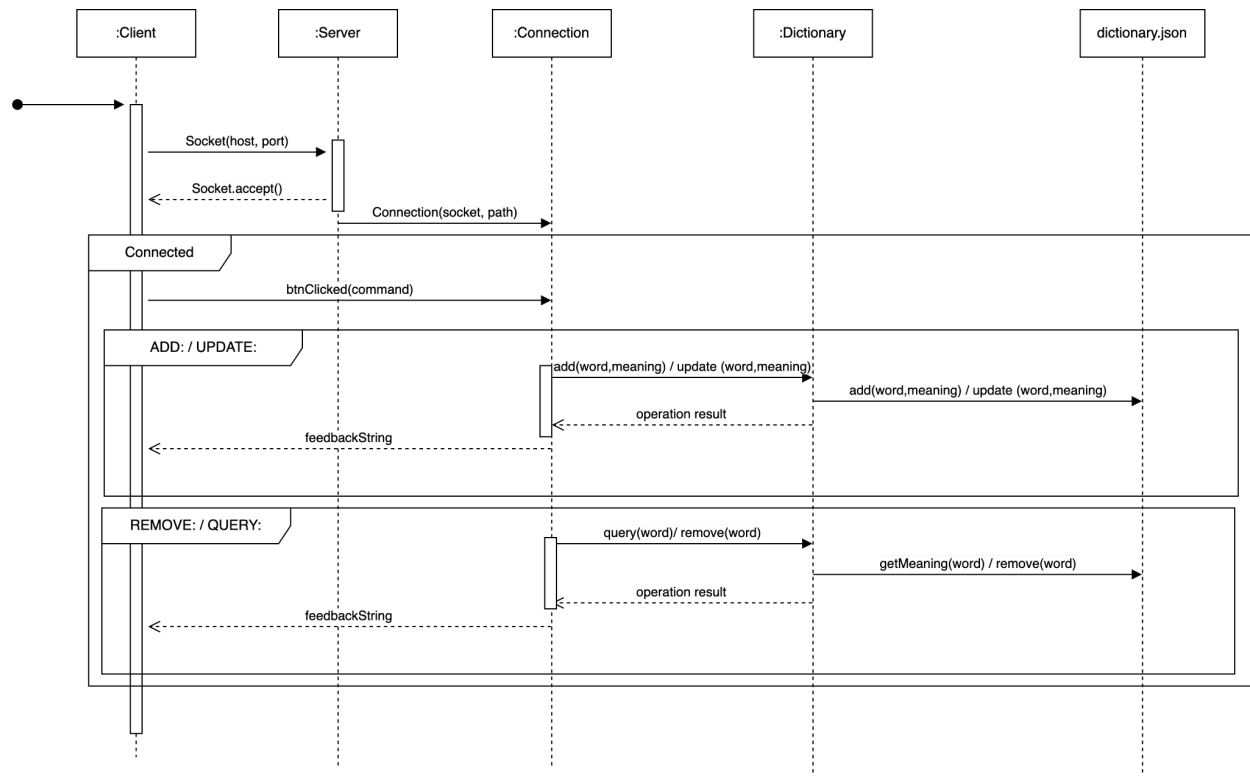 :Client
:Server
:Connection
:Dictionary
dictionary.json
Socket(host, port)
Socket.accept()
Connection(socket, path)
Connected
btnClicked(command)
ADD: / UPDATE:
add(word,meaning) / update (word,meaning)
add(word,meaning) / update (word,meaning)
operation result
feedbackString
REMOVE: / QUERY:
query(word)/ remove(word)
getMeaning(word) / remove(word)
operation result
feedbackString